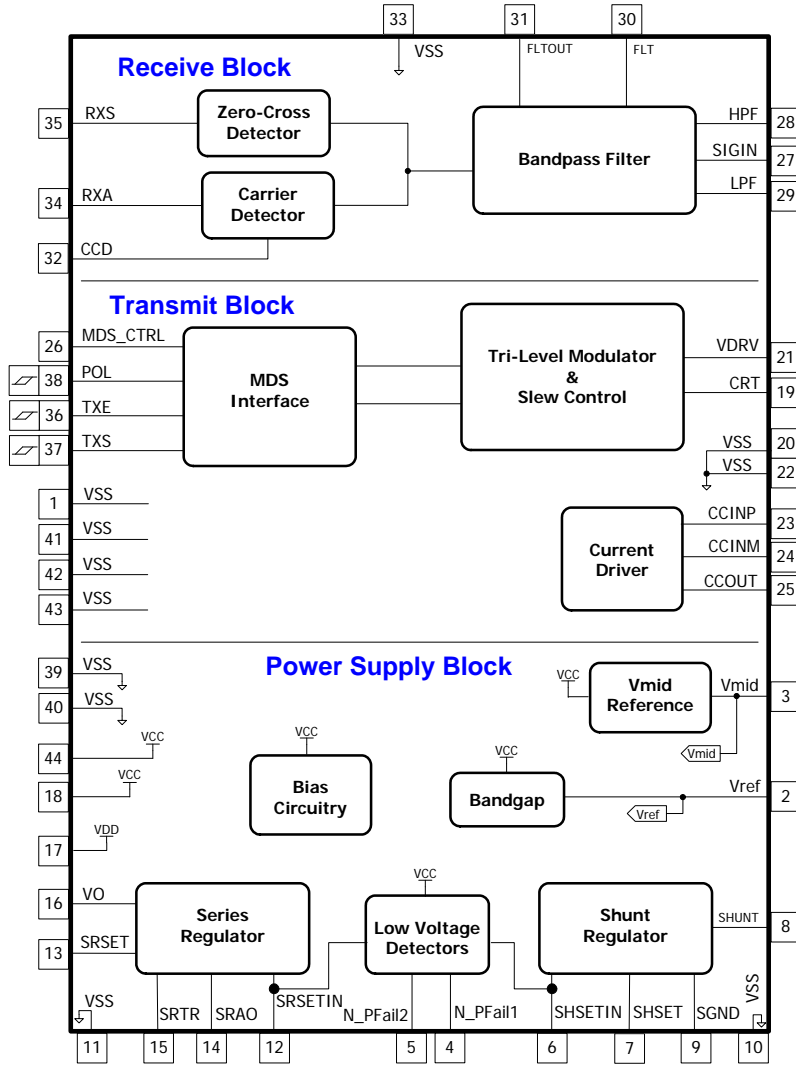 33
31
30
VSS
FLTOUT
FLT
Receive Block
35
RXS
Zero-Cross
Detector
34
RXA
Carrier
Detector
32
CCD
Bandpass Filter
HPF
28
SIGIN
27
LPF
29
Transmit Block
26
MDS_CTRL
38
POL
36
TXE
37
TXS
MDS
Interface
Tri-Level Modulator
&
Slew Control
VDRV
21
CRT
19
VSS
20
VSS
22
1
VSS
41
VSS
42
VSS
43
VSS
Current
Driver
CCINP
23
CCINM
24
CCOUT
25
Power Supply Block
39
VSS
40
VSS
44
VCC
18
VCC
17
VDD
VCC
Bias
Circuitry
VCC
Vmid
Reference
Vmid
3
Vmid
VCC
Bandgap
Vref
2
Vref
16
VO
13
SRSET
Series
Regulator
VCC
Low Voltage
Detectors
Shunt
Regulator
SHUNT
8
VSS
SRTR
SRAO
SRSETIN
N_PFail2
N_PFail1
SHSETIN
SHSET
SGND
VSS
11
15
14
12
5
4
6
7
9
10